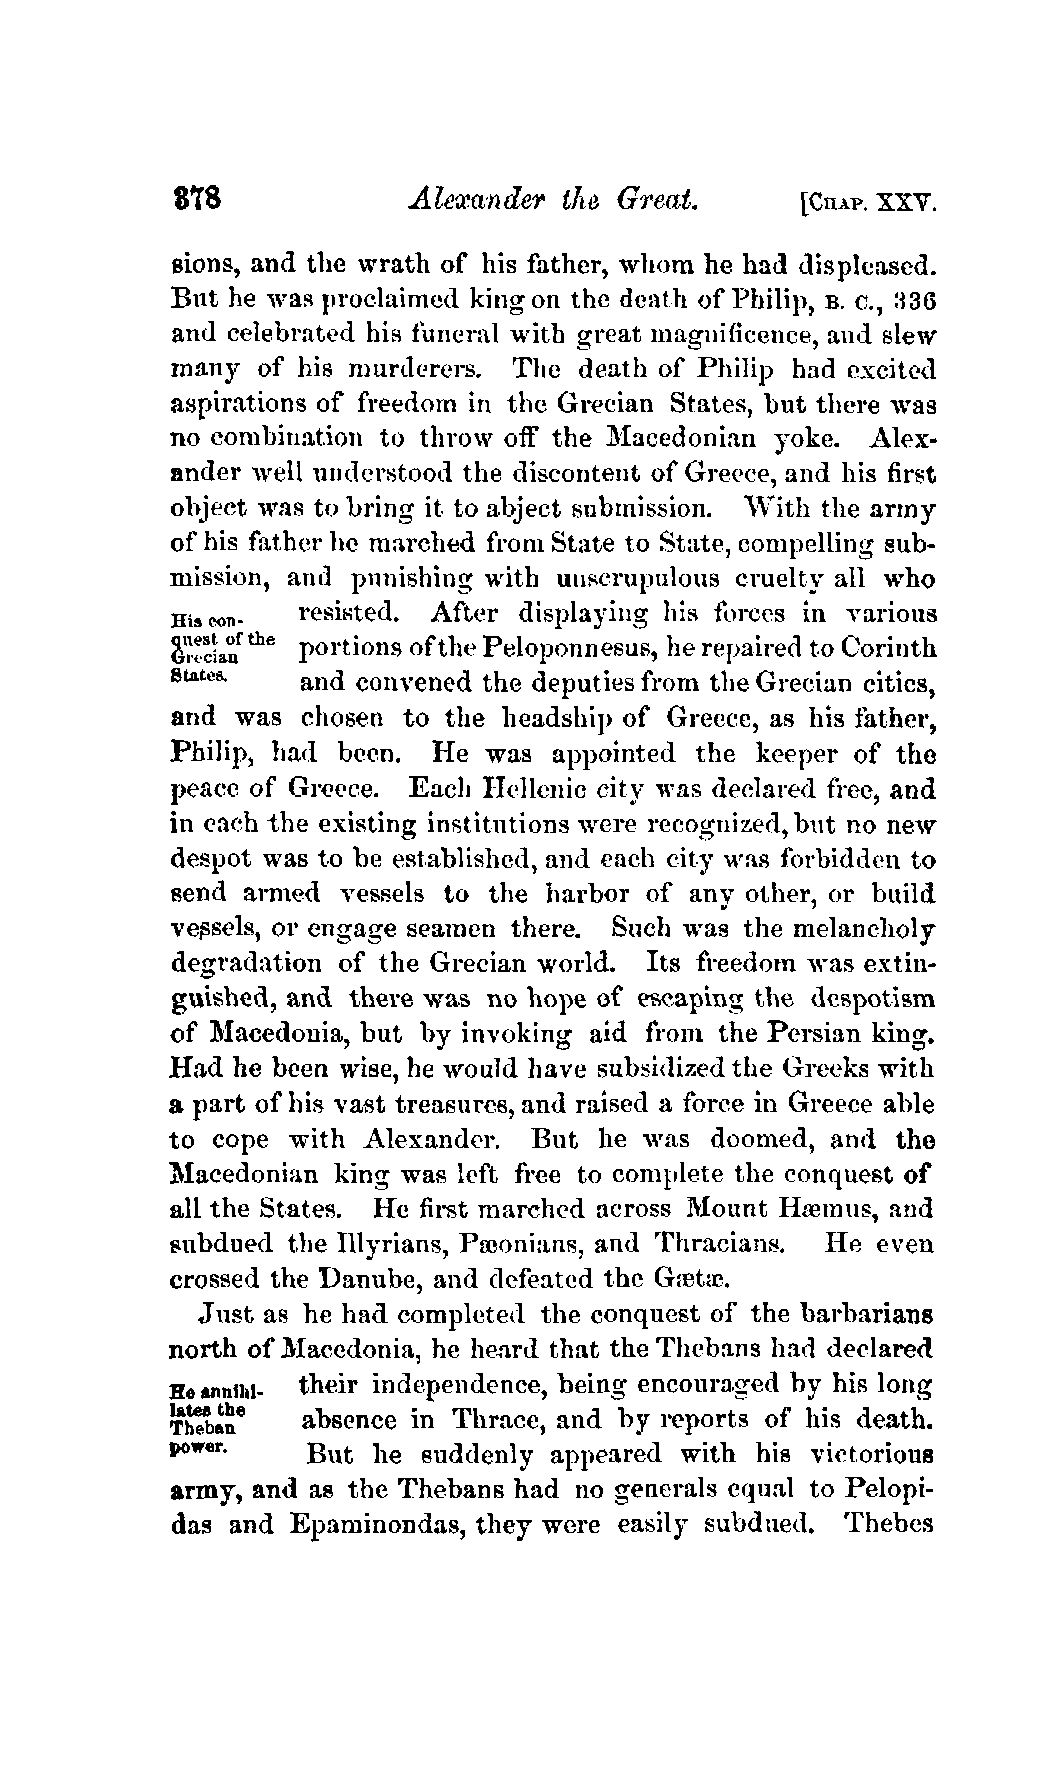 378 Alexander the Great. [CHAP. XXV.
sions, and the wrath of his father, whom he had displeased.
But he was proclaimed king on the death of Philip, B. C., 336
and celebrated his funeral with great magnificence, and slew
many of his murderers. The death of Philip had excited
aspirations of freedom in the Grecian States, but there was
no combination to throw off the Macedonian yoke. Alex-
ander well understood the discontent of Greece, and his first
object was to bring it to abject submission. With the army
of his father he marched from State to State, compelling sub-
mission, and punishing with unscrupulous cruelty all who
His con-
quest of the
Grecian
States.
resisted. After displaying his forces in various
portions of the Peloponnesus, he repaired to Corinth
and convened the deputies from the Grecian cities,
and was chosen to the headship of Greece, as his father,
Philip, had been. He was appointed the keeper of the
peace of Greece. Each Hellenic city was declared free, and
in each the existing institutions were recognized, but no new
despot was to be established, and each city was forbidden to
send armed vessels to the harbor of any other, or build
vessels, or engage seamen there. Such was the melancholy
degradation of the Grecian world. Its freedom was extin-
guished, and there was no hope of escaping the despotism
of Macedonia, but by invoking aid from the Persian king.
Had he been wise, he would have subsidized the Greeks with
a part of his vast treasures, and raised a force in Greece able
to cope with Alexander. But he was doomed, and the
Macedonian king was left free to complete the conquest of
all the States. He first marched across Mount Hæmus, and
subdued the Illyrians, Pæonians, and Thracians. He even
crossed the Danube, and defeated the Gætæ.
Just as he had completed the conquest of the barbarians
north of Macedonia, he heard that the Thebans had declared
He annihi-
lates the
Theban
power.
their independence, being encouraged by his long
absence in Thrace, and by reports of his death.
But he suddenly appeared with his victorious
army, and as the Thebans had no generals equal to Pelopi-
das and Epaminondas, they were easily subdued. Thebes